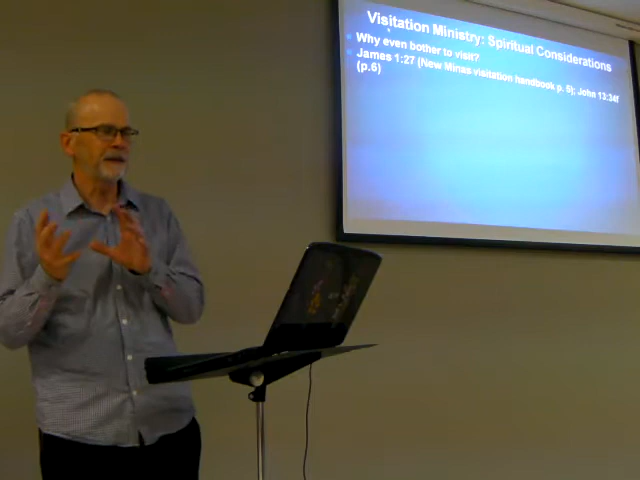 Visitation Ministry: Spiritual Considerations
Why even bother to visit?
James 1:27 (New Minas visitation handbook p. 5); John 13:34f
(p.6)